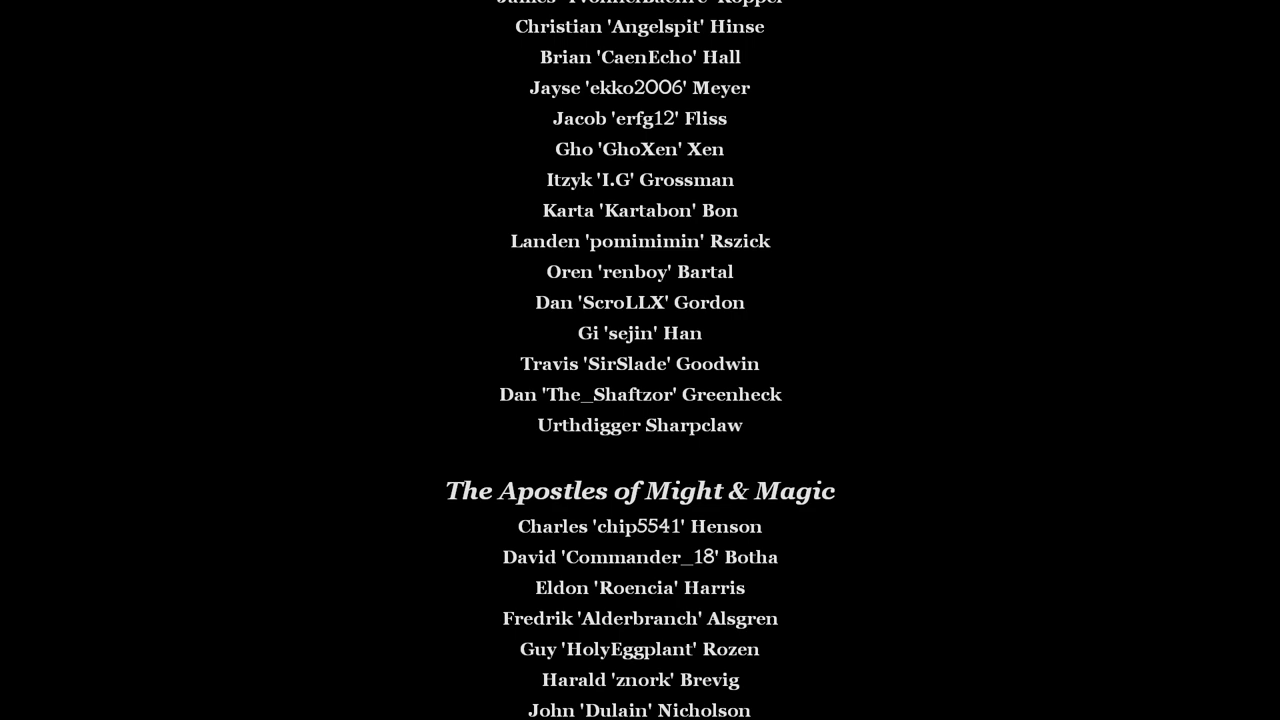 Christian 'Angelspit' Hinse
Brian 'CaenEcho' Hall
Jayse 'ekko2006' Meyer
Jacob 'erfg12' Fliss
Gho 'GhoXen' Xen
Itzyk 'I.G' Grossman
Karta 'Kartabon' Bon
Landen 'pomimimin' Rszick
Oren 'renboy' Bartal
Dan 'ScroLLX' Gordon
Gi 'sejin' Han
Travis 'SirSlade' Goodwin
Dan 'The_Shaftzor' Greenheck
Urthdigger Sharpclaw
The Apostles of Might & Magic
Charles 'chip5541' Henson
David 'Commander_18' Botha
Eldon 'Roencia' Harris
Fredrik 'Alderbranch' Alsgren
Guy 'HolyEggplant' Rozen
Harald 'znork' Brevig
John 'Dulain' Nicholson